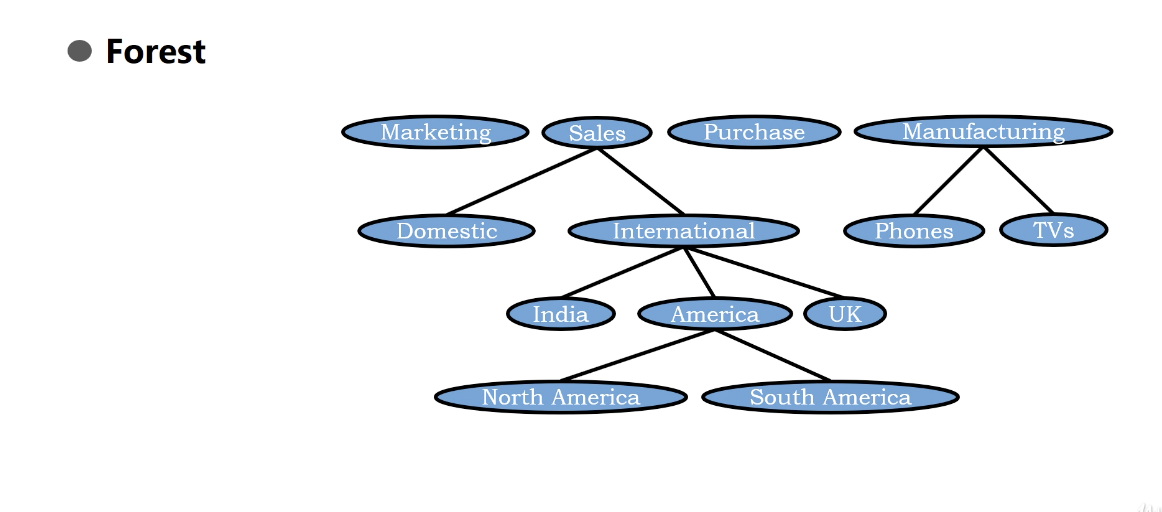 Forest
Marketing Sales Purchase Manufacturing
Domestic International Phones TVs
India America UK
North America South America